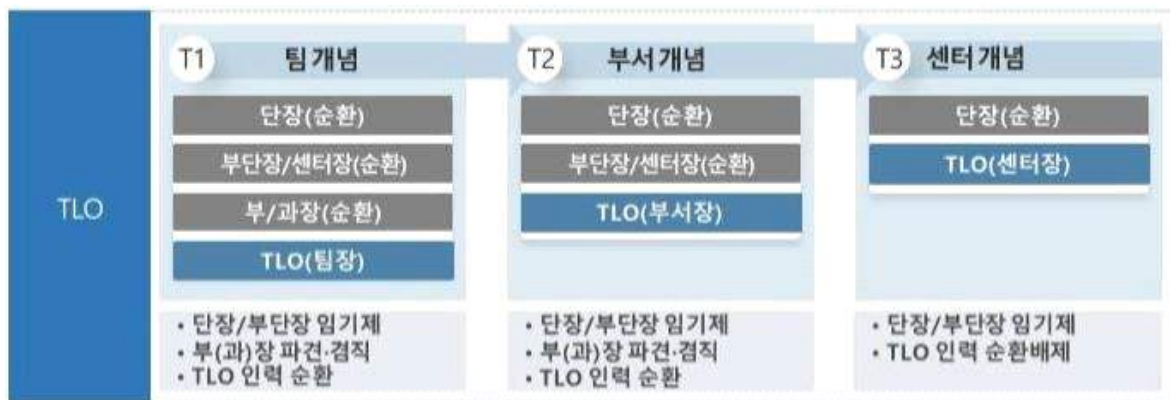 TLO
T1 팀개념
단장(순환)
부단장/센터장(순환)
부/과장(순환)
TLO(팀장)
• 단장/부단장 임기제
• 부(과)장 파견·겸직
• TLO 인력 순환
T2 부서개념
단장(순환)
부단장/센터장(순환)
TLO(부서장)
• 단장/부단장 임기제
• 부(과)장 파견·겸직
• TLO 인력 순환
T3 센터개념
단장(순환)
TLO(센터장)
• 단장/부단장 임기제
• TLO 인력 순환배제